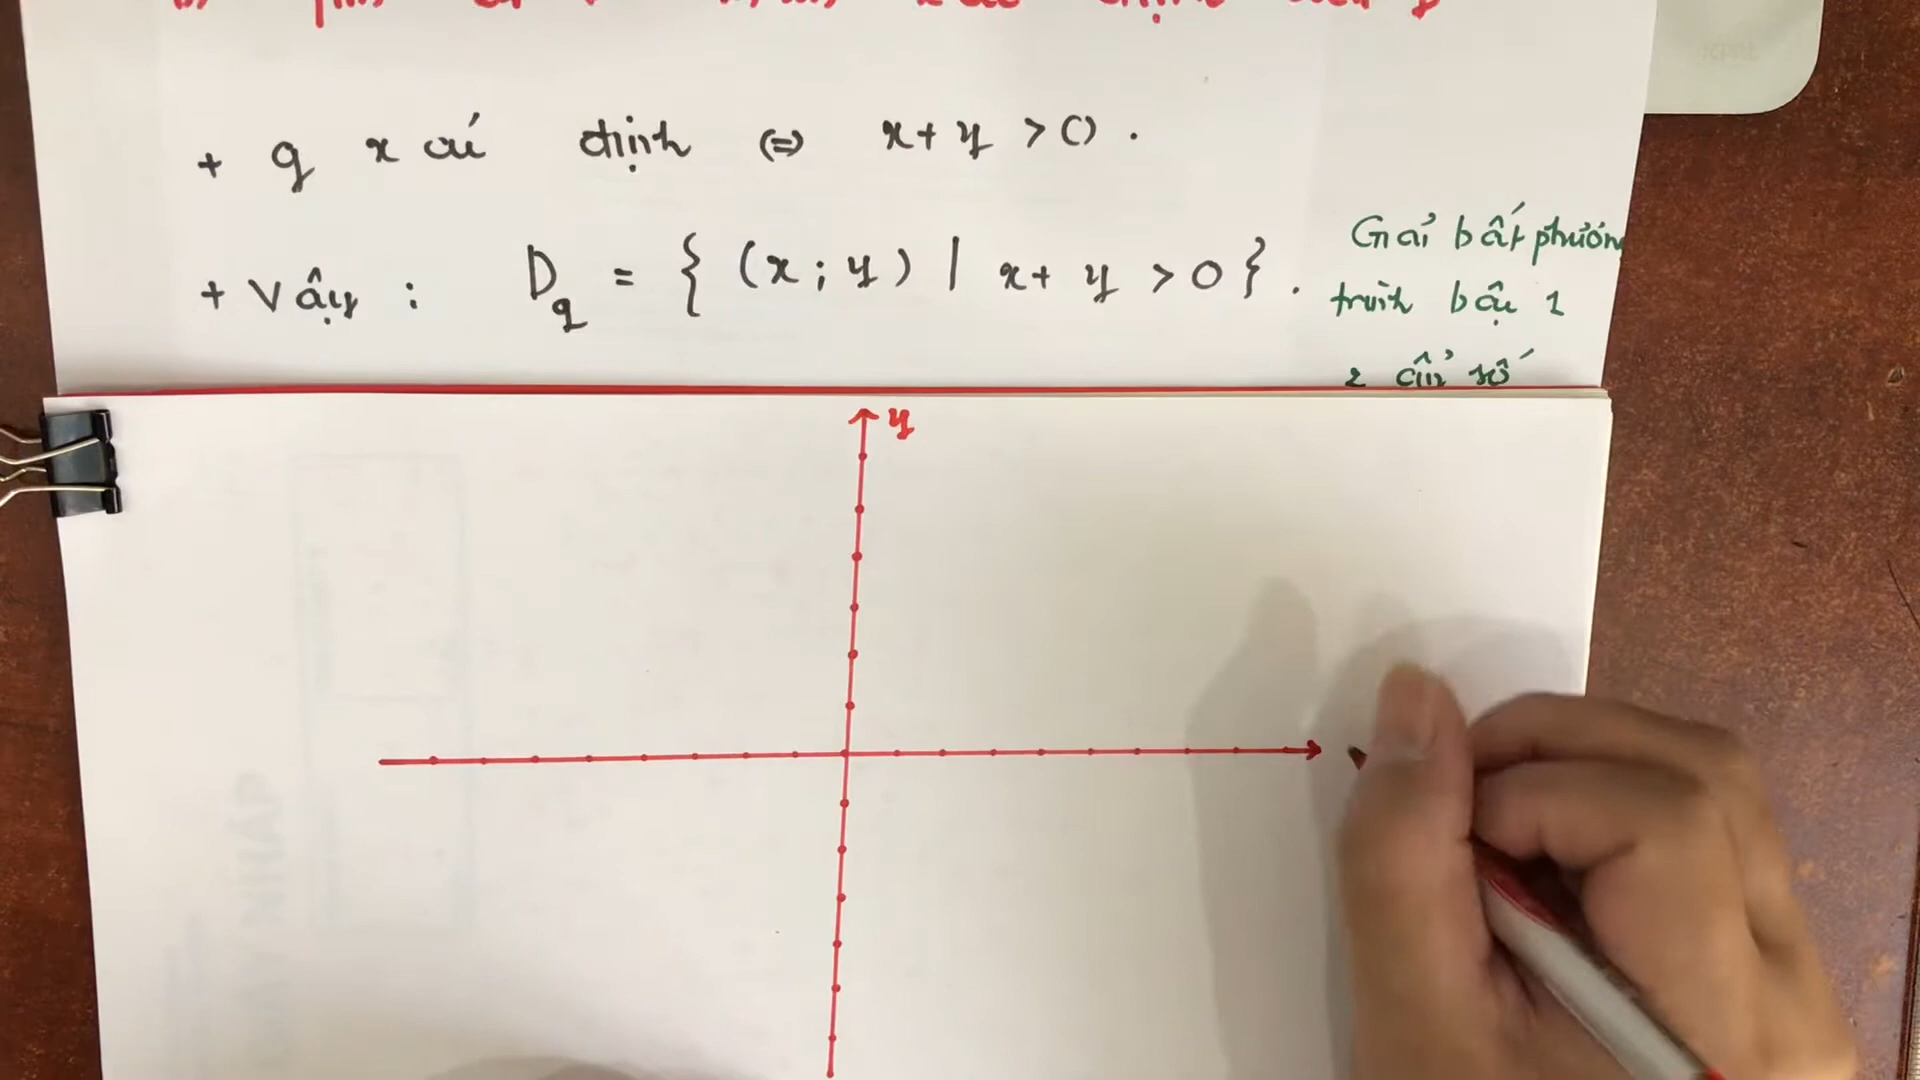 + g xác định ⇔ x + y > 0 .
+ Vậy : D_g = { (x ; y) | x + y > 0 } .
Giải bất phương
trình bậc 1
2 ẩn số
y